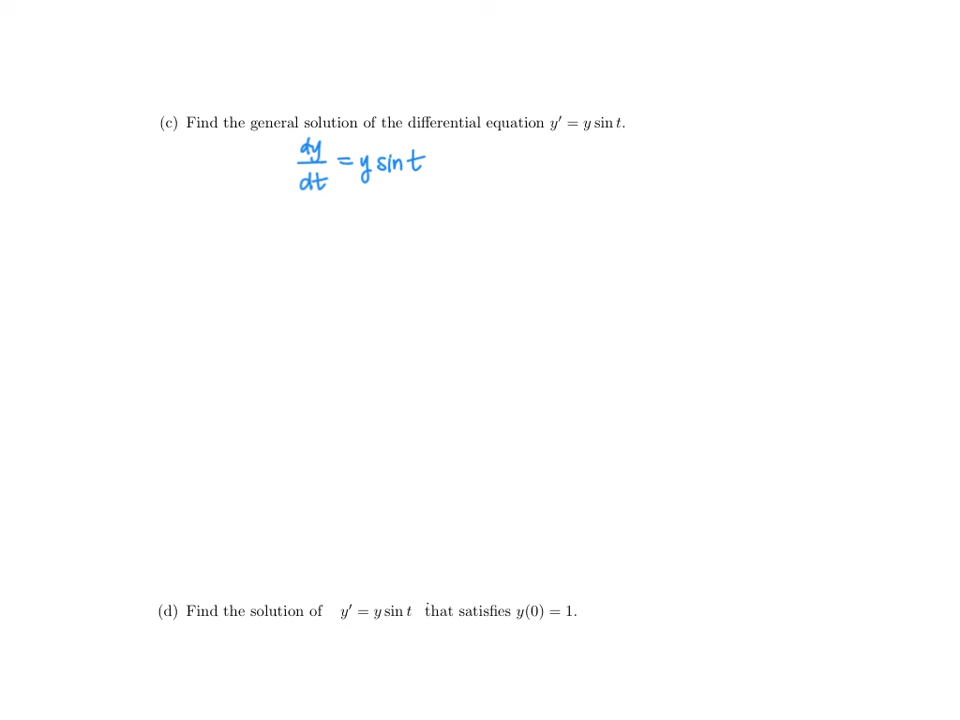 (c) Find the general solution of the differential equation y′ = y sin t.
dy/dt = y sin t
(d) Find the solution of y′ = y sin t that satisfies y(0) = 1.